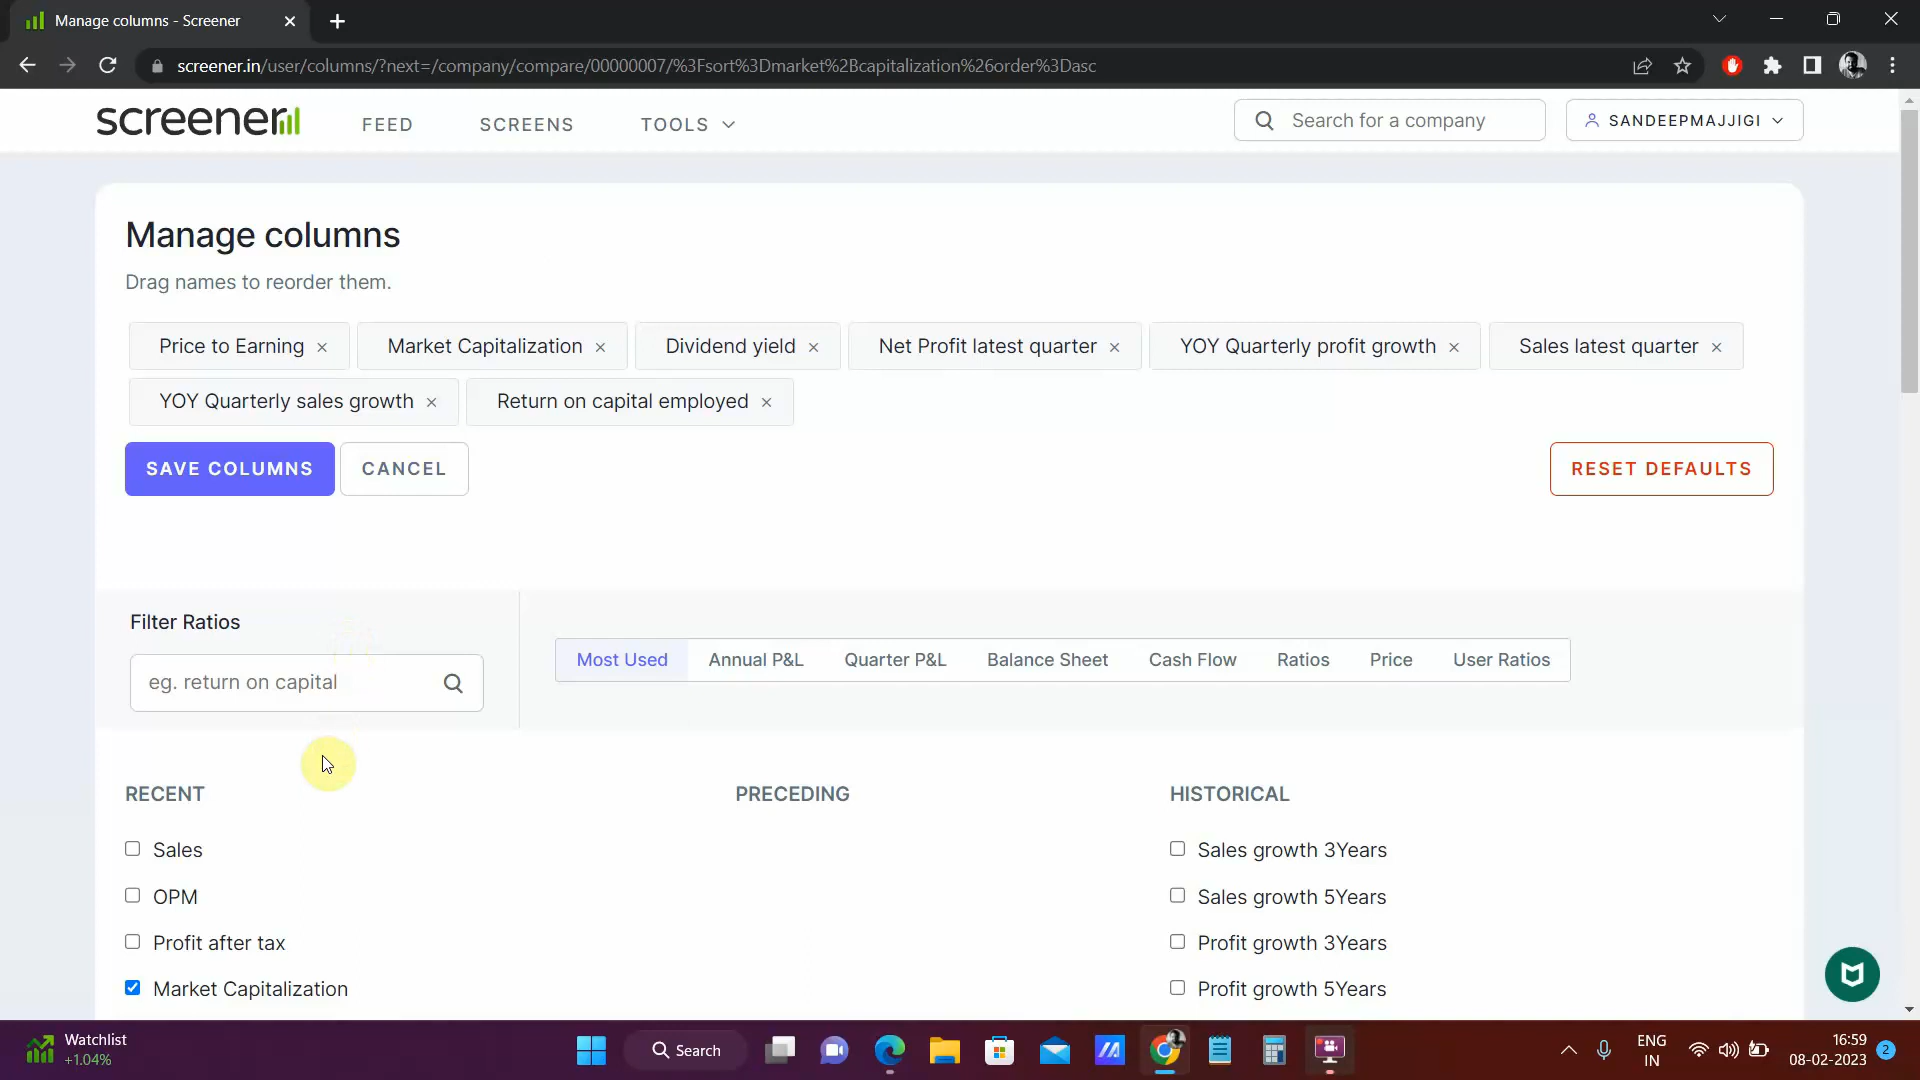 Manage columns - Screener
screener.in/user/columns/?next=/company/compare/00000007/%3Fsort%3Dmarket%2Bcapitalization%26order%3Dasc
screener
FEED
SCREENS
TOOLS
Search for a company
SANDEEPMAJJIGI
Manage columns
Drag names to reorder them.
Price to Earning ×
Market Capitalization ×
Dividend yield ×
Net Profit latest quarter ×
YOY Quarterly profit growth ×
Sales latest quarter ×
YOY Quarterly sales growth ×
Return on capital employed ×
SAVE COLUMNS
CANCEL
RESET DEFAULTS
Filter Ratios
eg. return on capital
Most Used
Annual P&L
Quarter P&L
Balance Sheet
Cash Flow
Ratios
Price
User Ratios
RECENT
PRECEDING
HISTORICAL
Sales
Sales growth 3Years
OPM
Sales growth 5Years
Profit after tax
Profit growth 3Years
Market Capitalization
Profit growth 5Years
Watchlist
+1.04%
Search
ENG
IN
16:59
08-02-2023
2